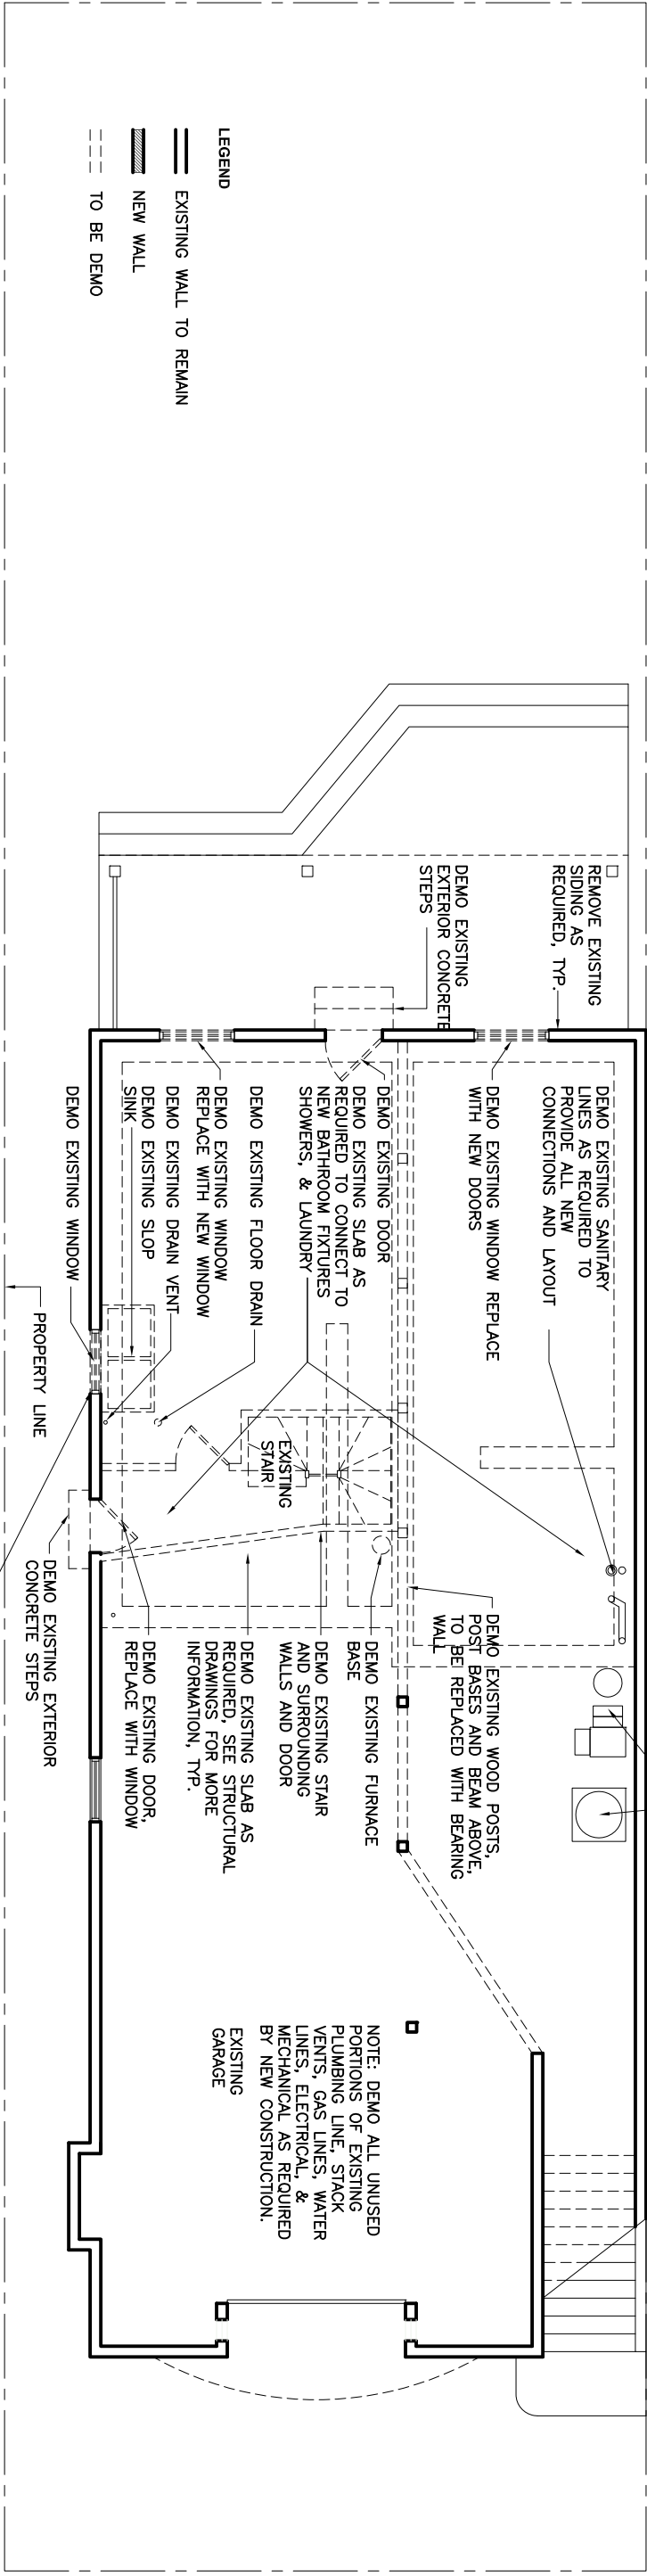 LEGEND
EXISTING WALL TO REMAIN
NEW WALL
TO BE DEMO
REMOVE EXISTING
SIDING AS
REQUIRED, TYP.
DEMO EXISTING
EXTERIOR CONCRETE
STEPS
DEMO EXISTING SANITARY
LINES AS REQUIRED TO
PROVIDE ALL NEW
CONNECTIONS AND LAYOUT
DEMO EXISTING WINDOW REPLACE
WITH NEW DOORS
DEMO EXISTING DOOR
DEMO EXISTING SLAB AS
REQUIRED TO CONNECT TO
NEW BATHROOM FIXTURES
SHOWERS, & LAUNDRY
DEMO EXISTING FLOOR DRAIN
DEMO EXISTING WINDOW
REPLACE WITH NEW WINDOW
DEMO EXISTING DRAIN VENT
DEMO EXISTING SLOP
SINK
DEMO EXISTING WINDOW
PROPERTY LINE
EXISTING
STAIR
DEMO EXISTING EXTERIOR
CONCRETE STEPS
DEMO EXISTING WOOD POSTS,
POST BASES AND BEAM ABOVE,
TO BE REPLACED WITH BEARING
WALL
DEMO EXISTING FURNACE
BASE
DEMO EXISTING STAIR
AND SURROUNDING
WALLS AND DOOR
DEMO EXISTING SLAB AS
REQUIRED, SEE STRUCTURAL
DRAWINGS FOR MORE
INFORMATION, TYP.
DEMO EXISTING DOOR,
REPLACE WITH WINDOW
NOTE: DEMO ALL UNUSED
PORTIONS OF EXISTING
PLUMBING LINE, STACK
VENTS, GAS LINES, WATER
LINES, ELECTRICAL, &
MECHANICAL AS REQUIRED
BY NEW CONSTRUCTION.
EXISTING
GARAGE